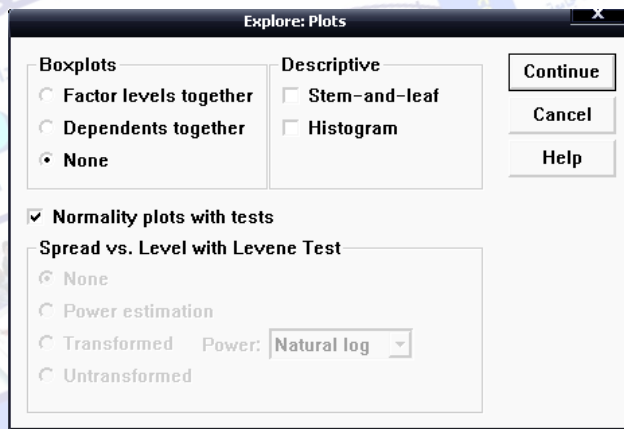 Explore: Plots
X
Boxplots
Factor levels together
Dependents together
None
Descriptive
Stem-and-leaf
Histogram
Continue
Cancel
Help
Normality plots with tests
Spread vs. Level with Levene Test
None
Power estimation
Transformed Power: Natural log
Untransformed